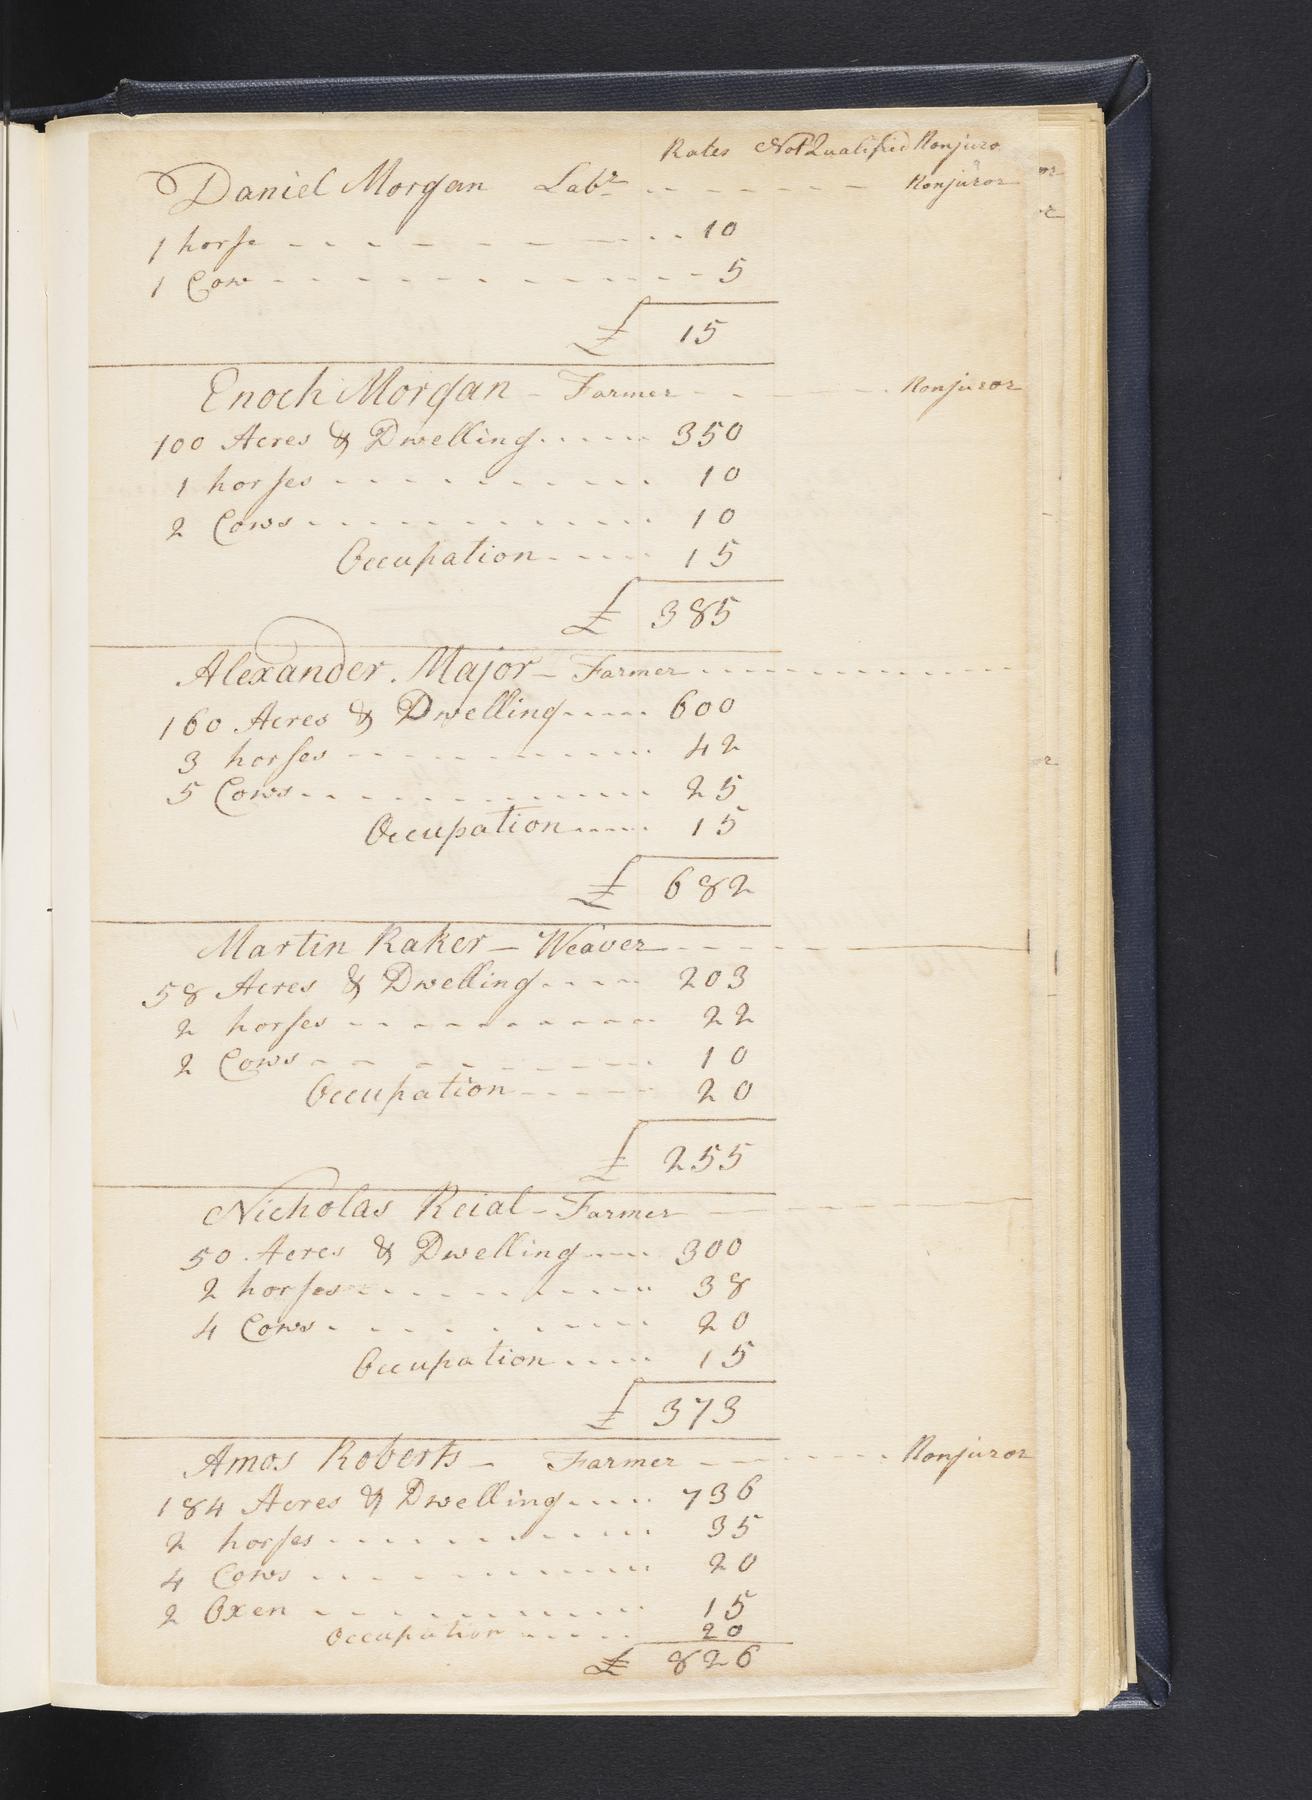 Rates Not Qualified Nonjuro
Daniel Morgan Labr Nonjuror
1 horse 10
1 Cow 5
£ 15
Enoch Morgan - Farmer Nonjuror
100 Acres & Dwelling 350
1 horses 10
2 Cows 10
Occupation 15
£ 385
Alexander Major - Farmer
160 Acres & Dwelling 600
3 horses 42
5 Cows 25
Occupation 15
£ 682
Martin Raker - Weaver
58 Acres & Dwelling 203
2 horses 22
2 Cows 10
Occupation 20
£ 255
Nicholas Reial - Farmer
50 Acres & Dwelling 300
2 horses 38
4 Cows 20
Occupation 15
£ 373
Amos Roberts - Farmer Nonjuror
184 Acres & Dwelling 736
2 horses 35
4 Cows 20
2 Oxen 15
Occupation 20
£ 826